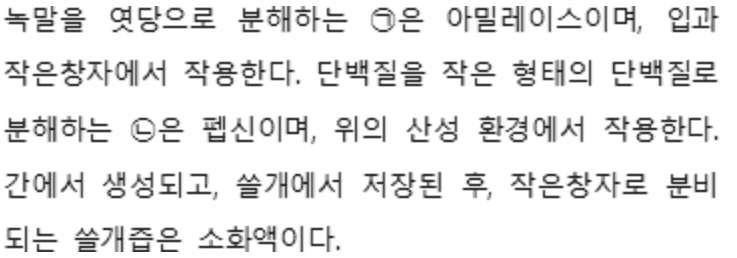 녹말을 엿당으로 분해하는 ㉠은 아밀레이스이며, 입과
작은창자에서 작용한다. 단백질을 작은 형태의 단백질로
분해하는 ㉡은 펩신이며, 위의 산성 환경에서 작용한다.
간에서 생성되고, 쓸개에서 저장된 후, 작은창자로 분비
되는 쓸개즙은 소화액이다.